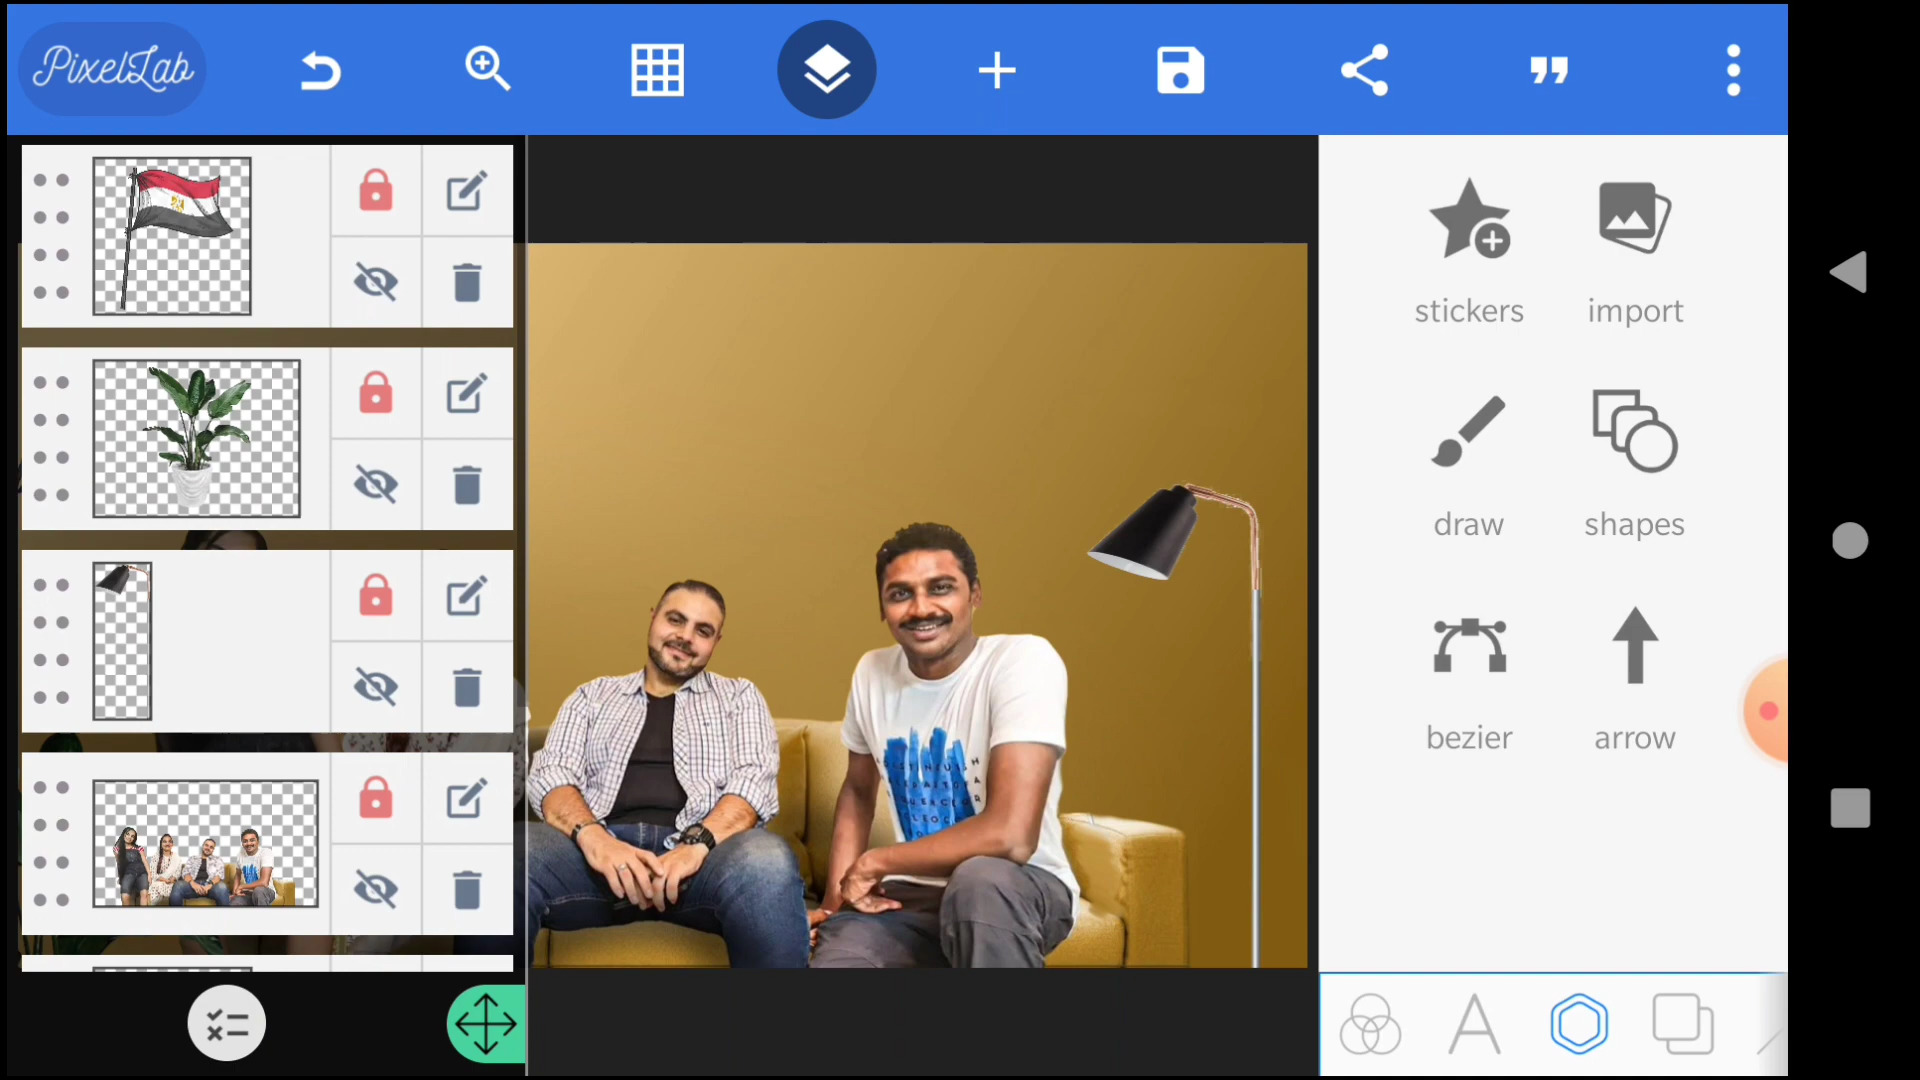 PixelLab
stickers
import
draw
shapes
bezier
arrow